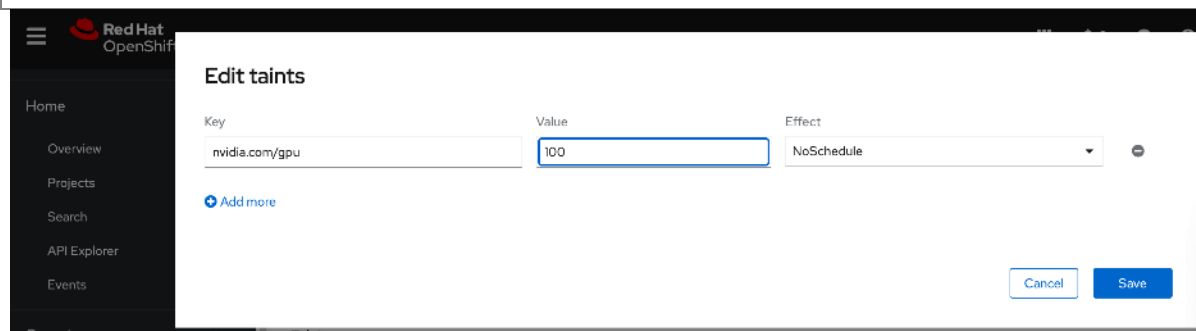 Red Hat
OpenShift
Edit taints
Home
Key Value Effect
Overview
nvidia.com/gpu 100 NoSchedule
Projects
Add more
Search
API Explorer
Events
Cancel Save